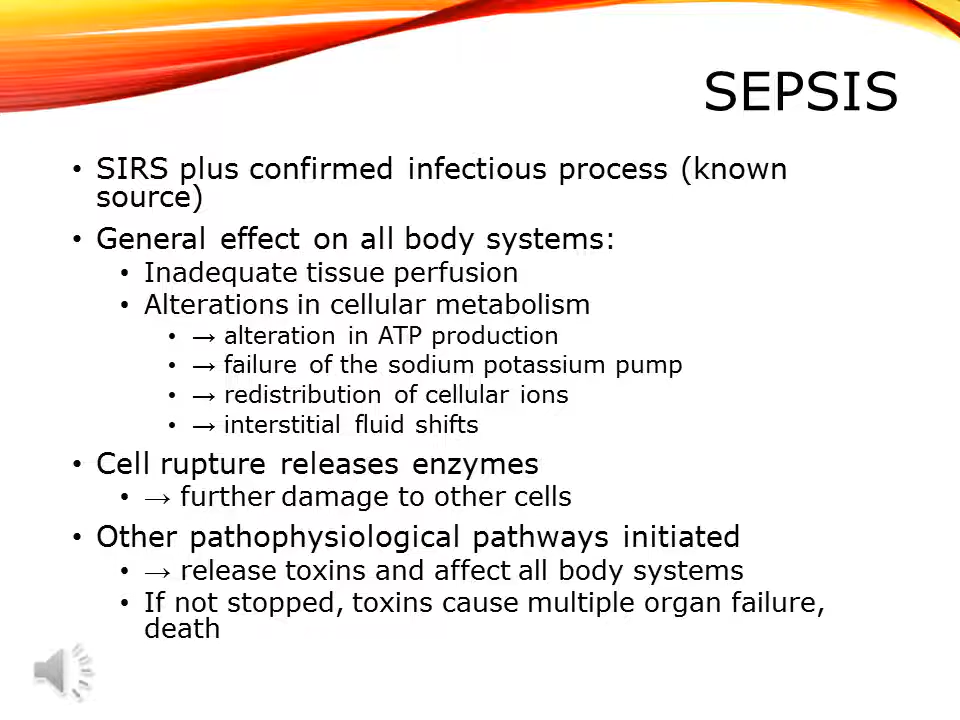 SEPSIS
• SIRS plus confirmed infectious process (known
source)
• General effect on all body systems:
• Inadequate tissue perfusion
• Alterations in cellular metabolism
• → alteration in ATP production
• → failure of the sodium potassium pump
• → redistribution of cellular ions
• → interstitial fluid shifts
• Cell rupture releases enzymes
• → further damage to other cells
• Other pathophysiological pathways initiated
• → release toxins and affect all body systems
• If not stopped, toxins cause multiple organ failure,
death